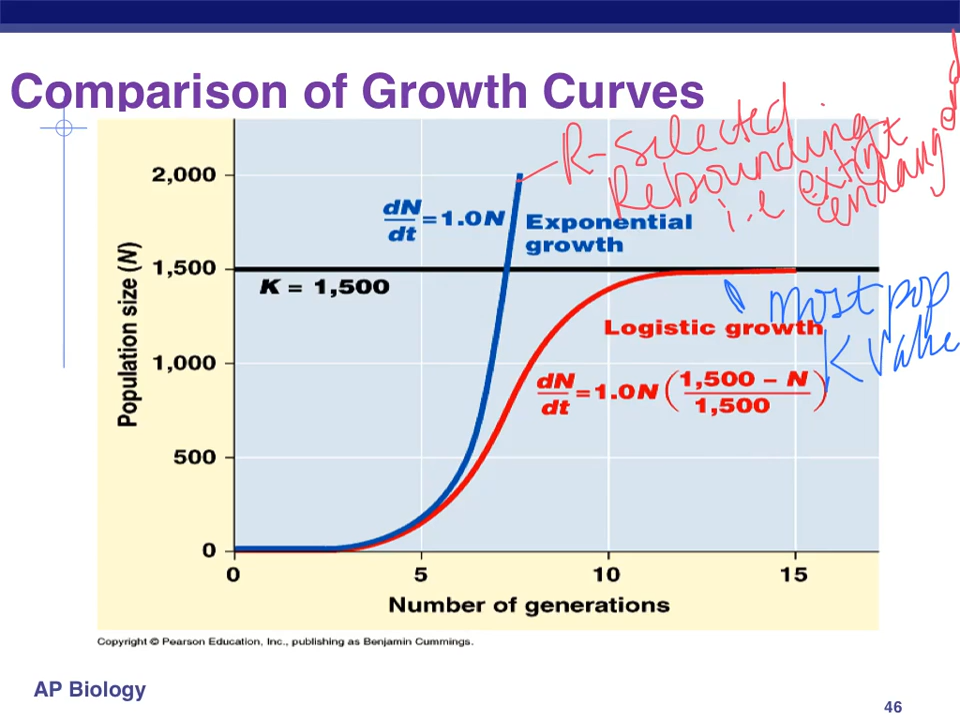 Comparison of Growth Curves
R-selected
Rebounding
i.e extint
endangered
2,000
dN/dt = 1.0N
Exponential
growth
1,500
K = 1,500
most pop
K value
Logistic growth
Population size (N)
1,000
dN/dt = 1.0N (1,500 – N / 1,500)
500
0
0 5 10 15
Number of generations
Copyright © Pearson Education, Inc., publishing as Benjamin Cummings.
AP Biology
46